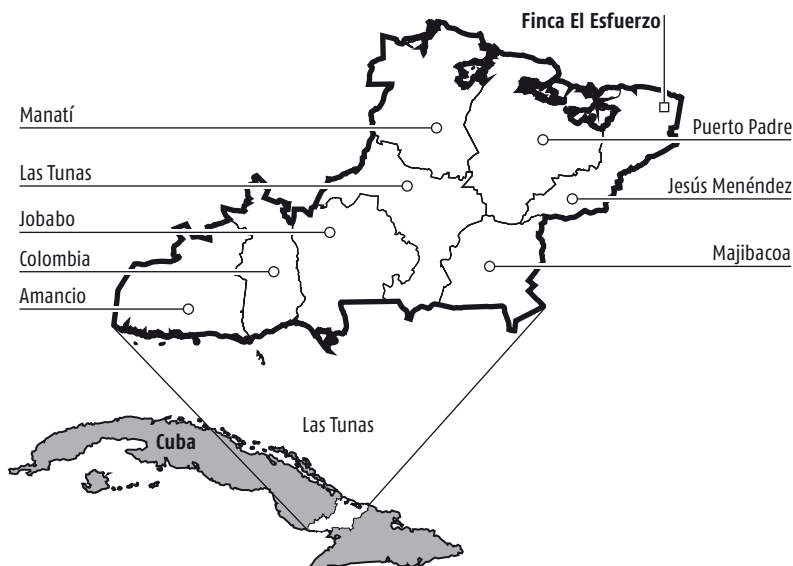 Finca El Esfuerzo
Manatí
Puerto Padre
Las Tunas
Jesús Menéndez
Jobabo
Colombia
Majibacoa
Amancio
Las Tunas
Cuba